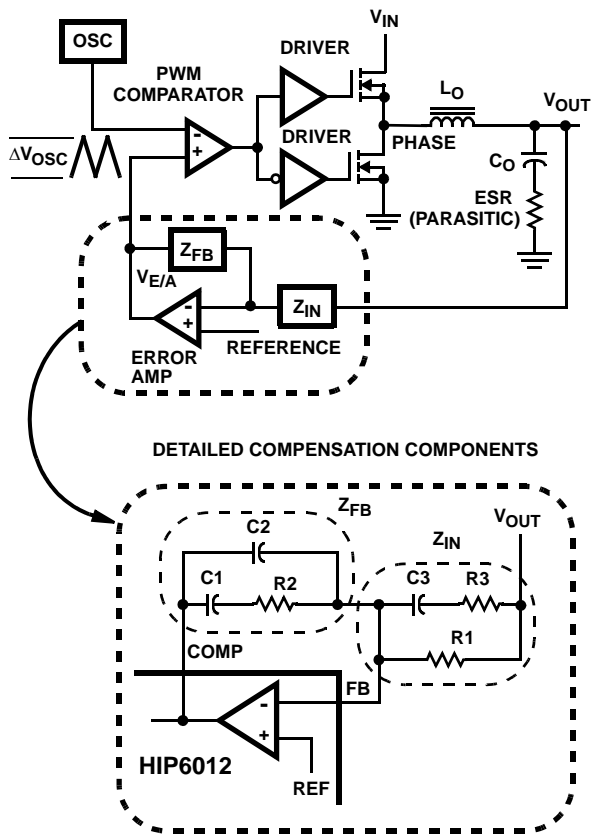 OSC
PWM
COMPARATOR
DRIVER
V_IN
DRIVER
L_O
V_OUT
PHASE
C_O
ESR
(PARASITIC)
ΔV_OSC
-
+
Z_FB
V_E/A
-
+
Z_IN
REFERENCE
ERROR
AMP
DETAILED COMPENSATION COMPONENTS
Z_FB
V_OUT
C2
Z_IN
C1
R2
C3
R3
R1
COMP
FB
-
+
HIP6012
REF